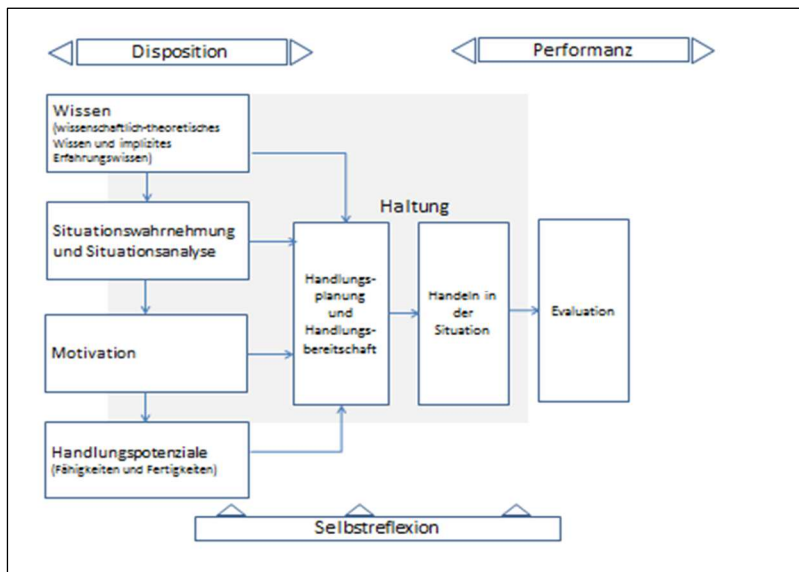 Disposition
Performanz
Wissen
(wissenschaftlich-theoretisches
Wissen und implizites
Erfahrungswissen)
Situationswahrnehmung
und Situationsanalyse
Motivation
Handlungspotenziale
(Fähigkeiten und Fertigkeiten)
Haltung
Handlungs-
planung
und
Handlungs-
bereitschaft
Handeln in
der
Situation
Evaluation
Selbstreflexion